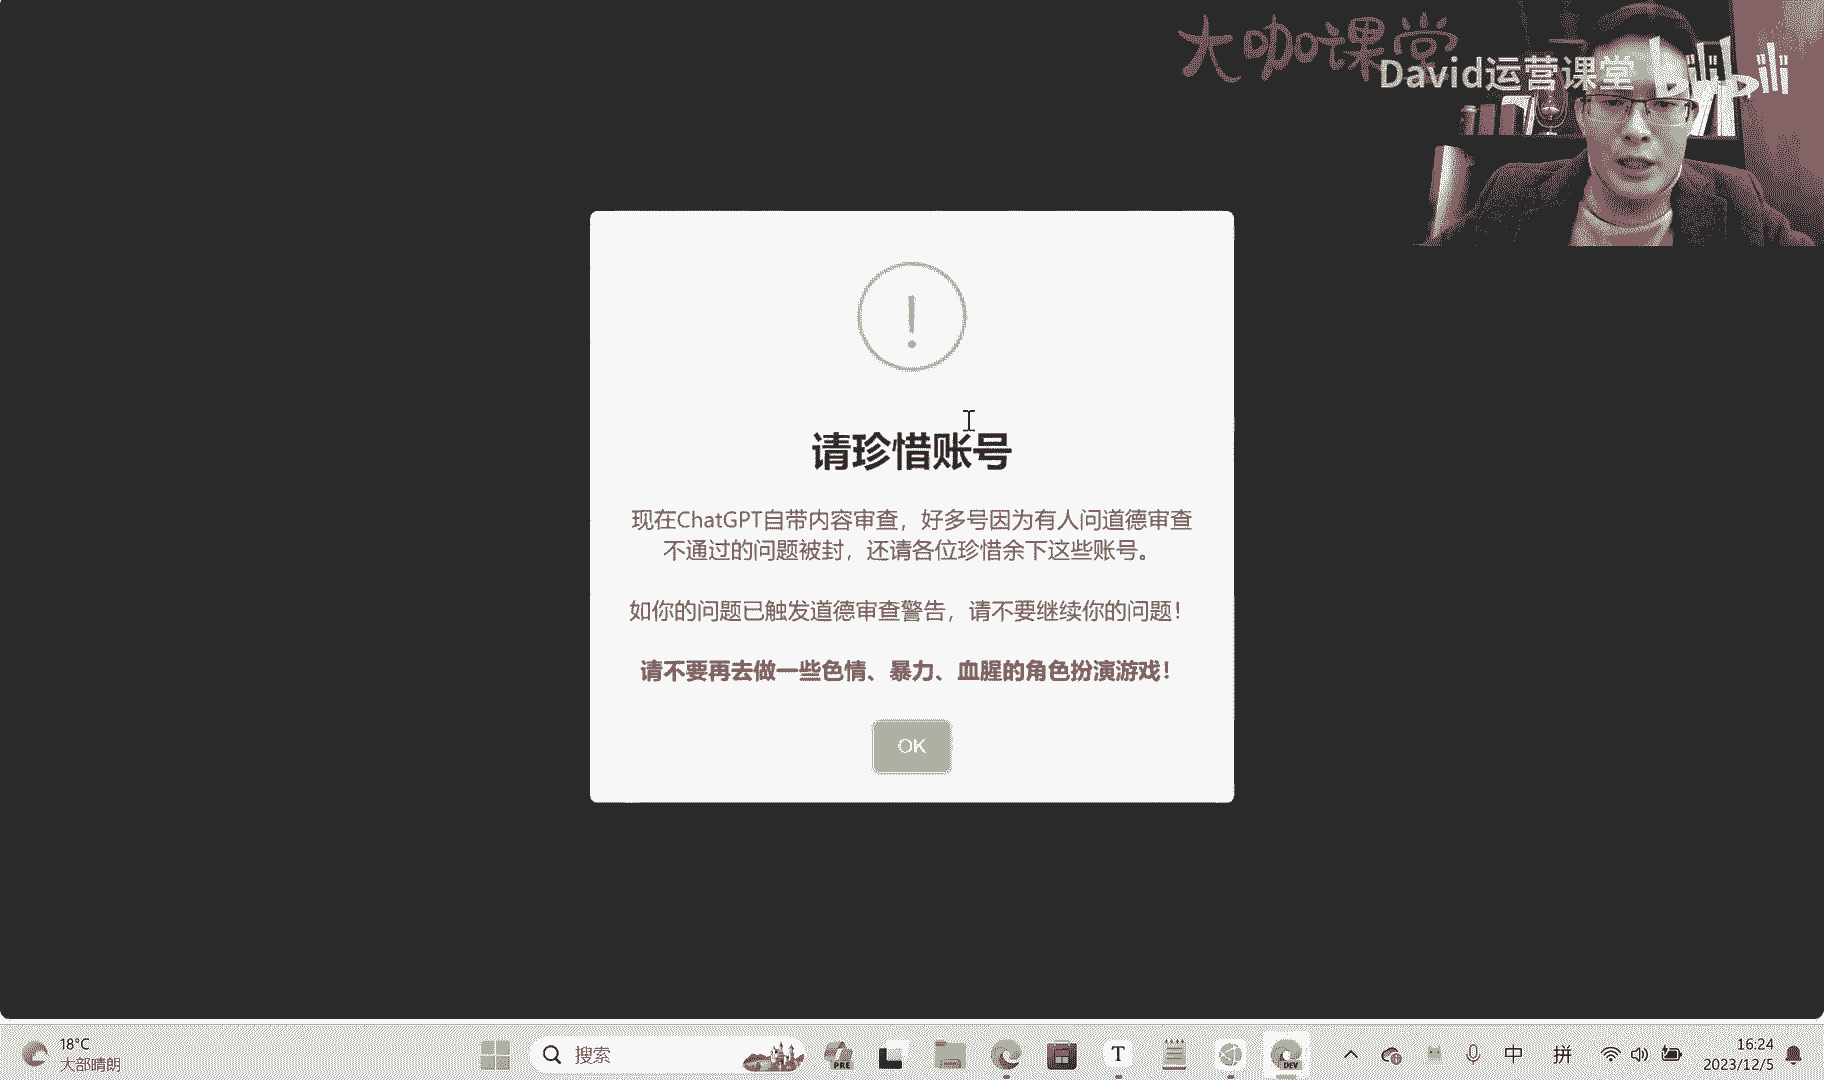 大咖课堂
David运营课堂 bilibili
请珍惜账号
现在ChatGPT自带内容审查，好多号因为有人问道德审查
不通过的问题被封，还请各位珍惜余下这些账号。
如你的问题已触发道德审查警告，请不要继续你的问题！
请不要再去做一些色情、暴力、血腥的角色扮演游戏！
OK
18°C
大部晴朗
搜索
PRE
T
DEV
中
拼
16:24
2023/12/5